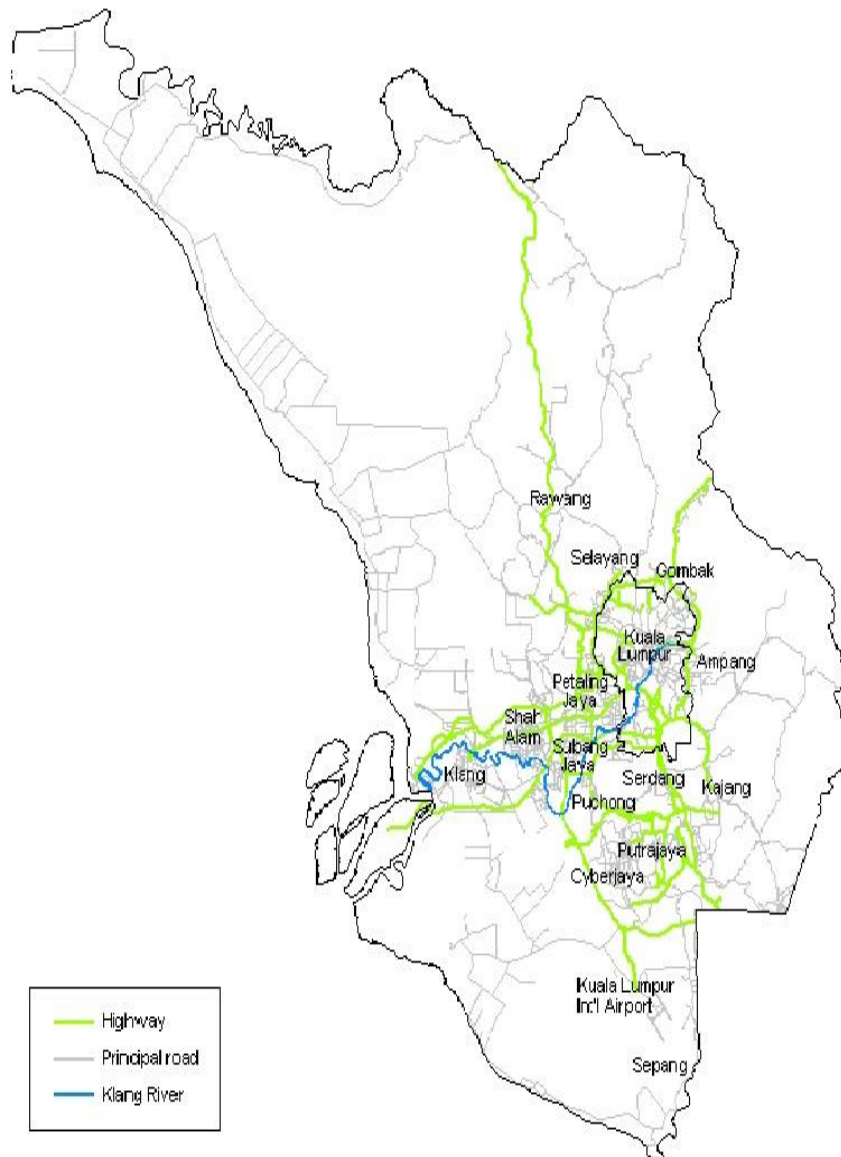 Rawang
Selayang
Gombak
Kuala
Lumpur
Ampang
Petaling
Jaya
Shah
Alam
Subang
Jaya
Klang
Serdang
Kajang
Puchong
Putrajaya
Cyberjaya
Kuala Lumpur
Int'l Airport
Sepang
Highway
Principal road
Klang River